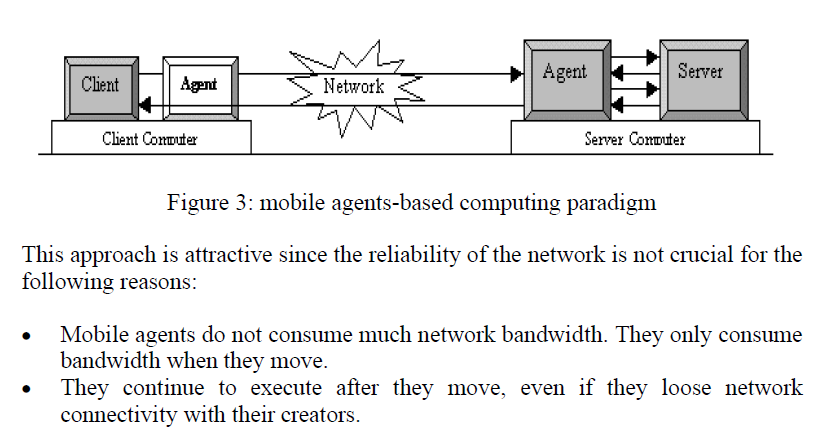 Client
Agent
Network
Agent
Server
Client Computer
Server Computer
Figure 3: mobile agents-based computing paradigm
This approach is attractive since the reliability of the network is not crucial for the
following reasons:
• Mobile agents do not consume much network bandwidth. They only consume
bandwidth when they move.
• They continue to execute after they move, even if they loose network
connectivity with their creators.